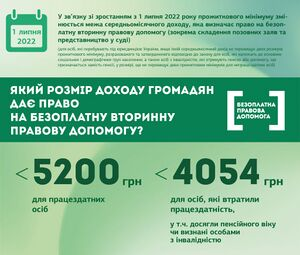 1 липня
2022
У зв'язку зі зростанням з 1 липня 2022 року прожиткового мінімуму змінюється межа середньомісячного доходу, яка визначає право на безоплатну вторинну правову допомогу (зокрема складення позовних заяв та представництво у суді)
ЯКИЙ РОЗМІР ДОХОДУ ГРОМАДЯН
ДАЄ ПРАВО
НА БЕЗОПЛАТНУ ВТОРИННУ
ПРАВОВУ ДОПОМОГУ?
БЕЗОПЛАТНА
ПРАВОВА
ДОПОМОГА
< 5200 грн
для працездатних
осіб
< 4054 грн
для осіб, які втратили
працездатність,
у т.ч. досягли пенсійного віку
чи визнані особами
з інвалідністю